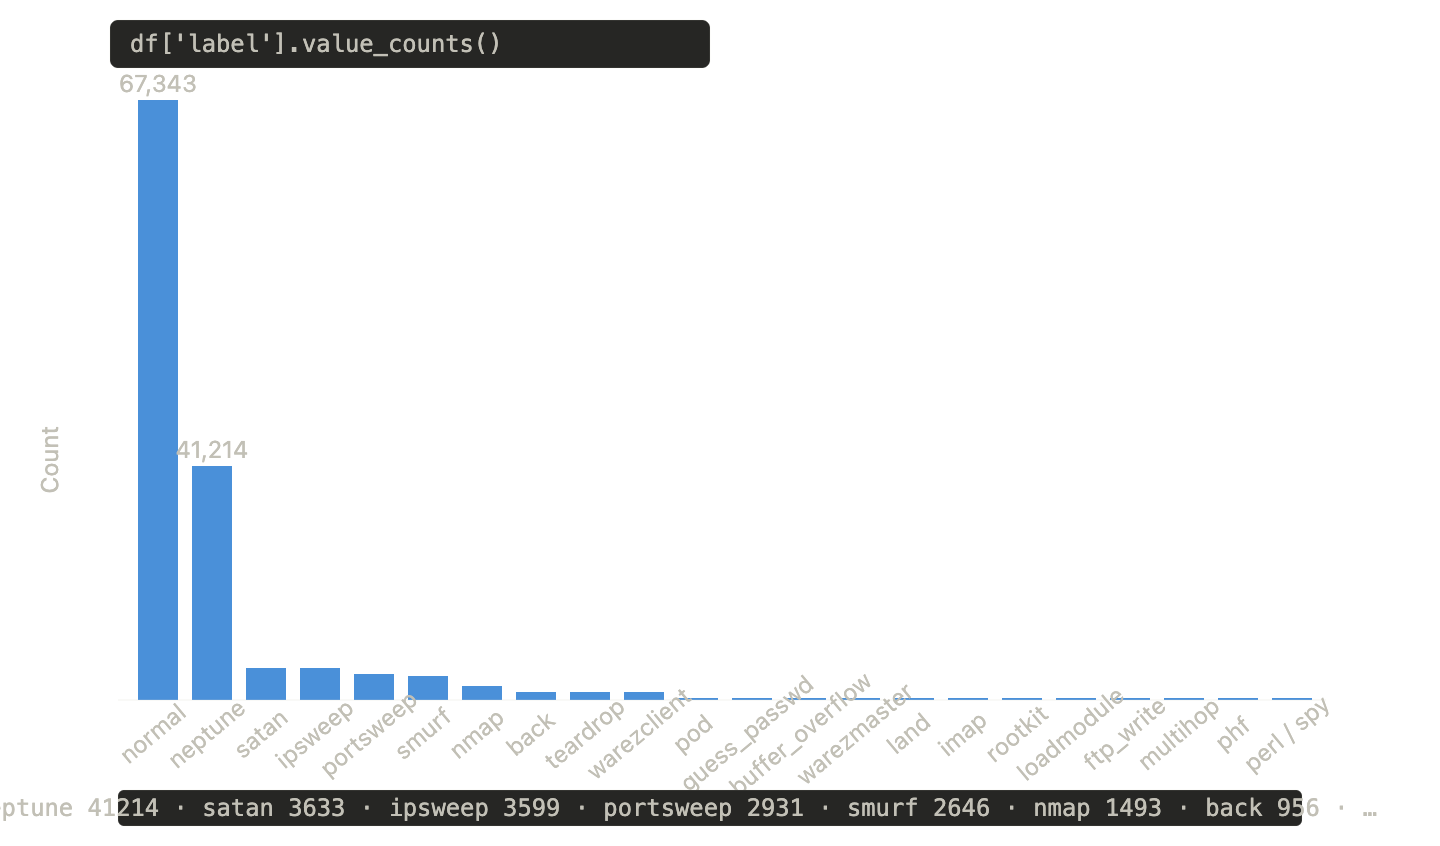 df['label'].value_counts()
67,343
41,214
Count
normal
neptune
satan
ipsweep
portsweep
smurf
nmap
back
teardrop
warezclient
pod
guess_passwd
buffer_overflow
warezmaster
land
imap
rootkit
loadmodule
ftp_write
multihop
phf
perl / spy
ptune 41214 · satan 3633 · ipsweep 3599 · portsweep 2931 · smurf 2646 · nmap 1493 · back 956 · …